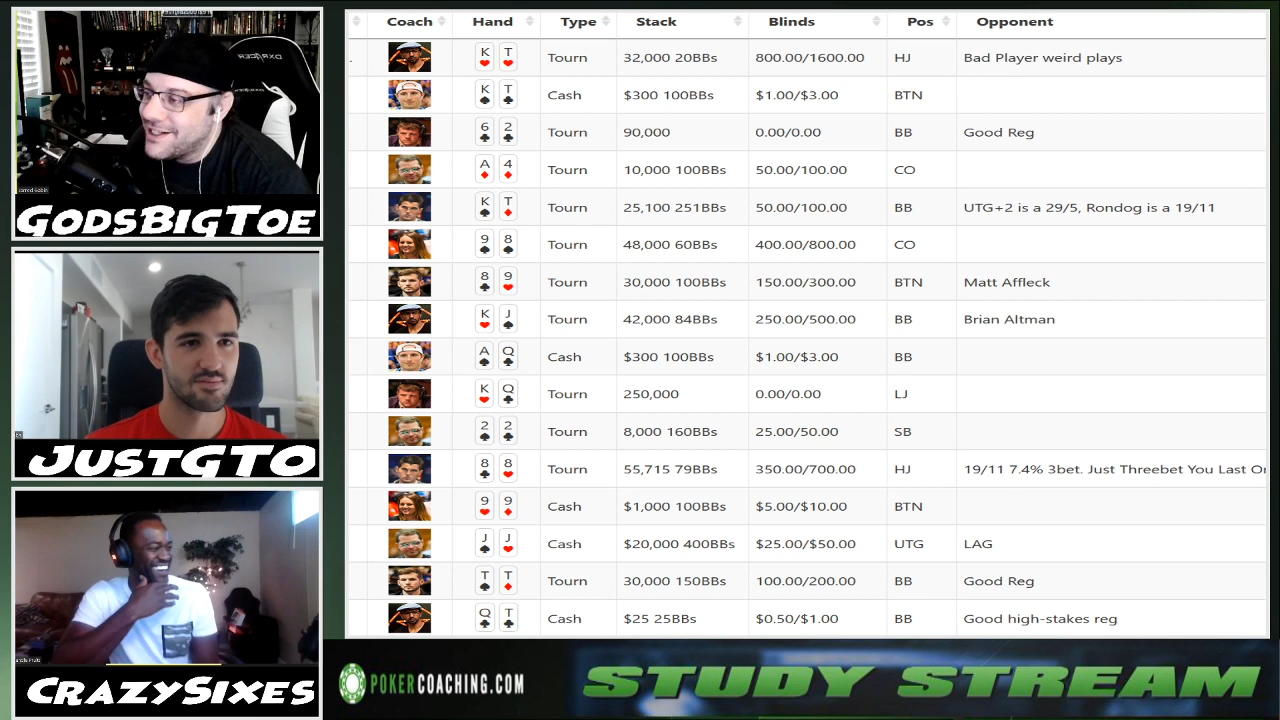 Coach Hand Type Stack Blinds Pos Opponent
K T Tourn 32,000 20BBs 800.00/1600.00 HJ Bad Player weird plays
K T Cash $300 100BBs $1.00/$3.00 BTN
6 2 Tourn 90,000 0.00/0.00 BB Good Reg
A 4 Tourn 10,000 100BBs 50.00/100.00 CO
K T Tourn 25,100 251BBs 50.00/100.00 BB UTG+2 is a 29/5, Raildog is a 19/11
9 8 Tourn 48,000 60BBs 400.00/800.00 CO
8 9 Tourn 30,000 100BBs 150.00/300.00 BTN Matt Affleck
K J Tourn 42,000 84BBs 250.00/500.00 BB Brian Altman
A Q Cash $300 100BBs $1.00/$3.00 BB
K Q Tourn 250,000 0.00/0.00 LJ
2 2 Tourn 8,000 160BBs 25.00/50.00 SB
8 8 Tourn 55,715 79BBs 350.00/700.00 HJ 19/11 7.4% 3bet. Just Threebet You Last Or
9 9 Cash $1,000 100BBs $5.00/$10.00 BTN
J J Cash $20,000 400BBs $25.00/$50.00 UTG LAG
T T Tourn 30,000 150BBs 100.00/200.00 BB Good Reg
Q T Cash $25 25BBs $0.50/$1.00 BB Good high-stakes reg
GODSBIGTOE
JUSTGTO
CRAZYSIXES
POKERCOACHING.COM
STUDY STREAM